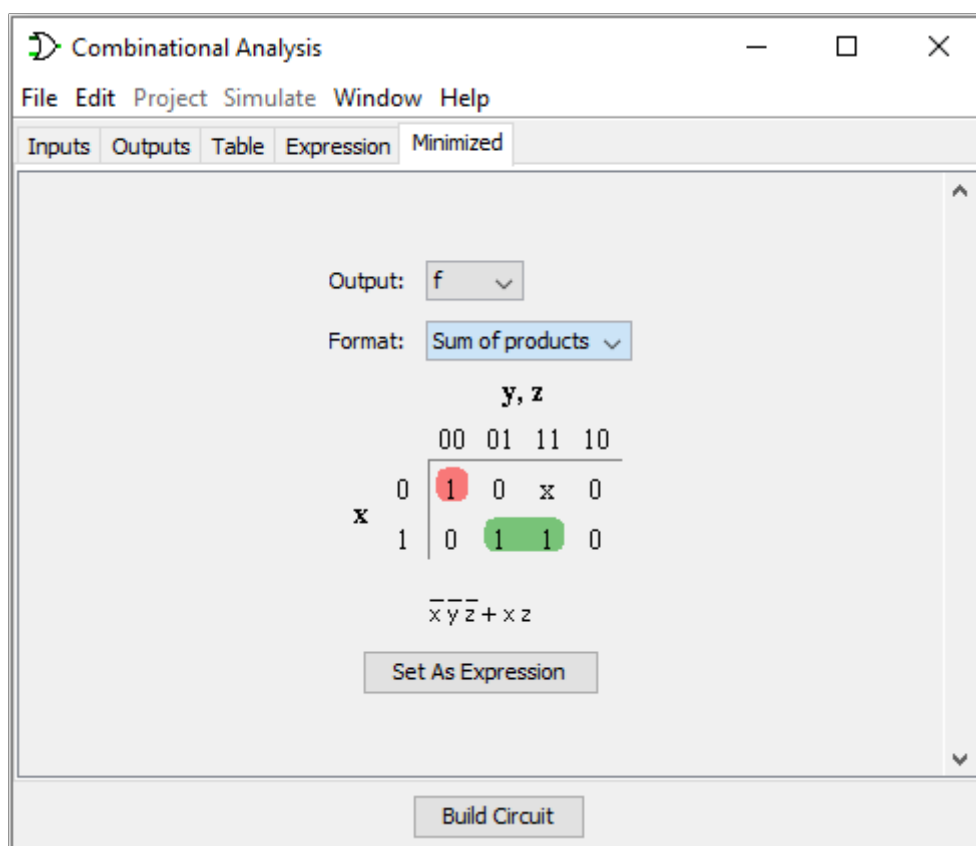 Combinational Analysis
File Edit Project Simulate Window Help
Inputs Outputs Table Expression Minimized
Output: f
Format: Sum of products
y, z
00 01 11 10
0 1 0 x 0
x
1 0 1 1 0
x̅ y̅ z̅ + x z
Set As Expression
Build Circuit